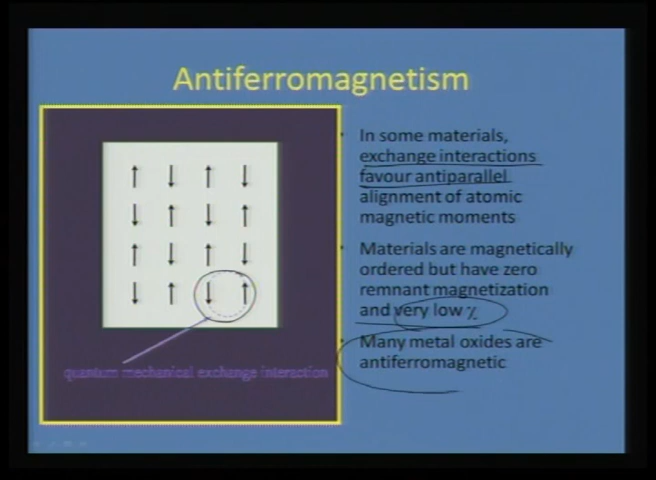 Antiferromagnetism
In some materials,
exchange interactions
favour antiparallel
alignment of atomic
magnetic moments
Materials are magnetically
ordered but have zero
remnant magnetization
and very low χ
Many metal oxides are
antiferromagnetic
quantum mechanical exchange interaction